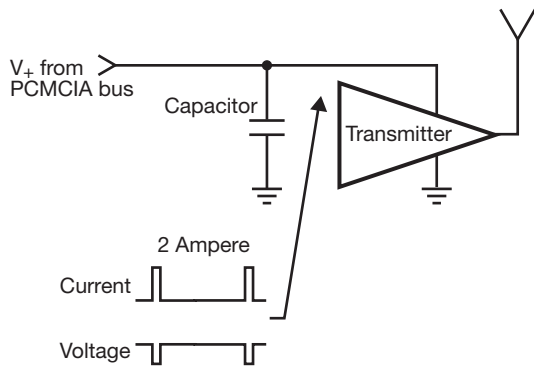 V+ from
PCMCIA bus
Capacitor
Transmitter
2 Ampere
Current
Voltage